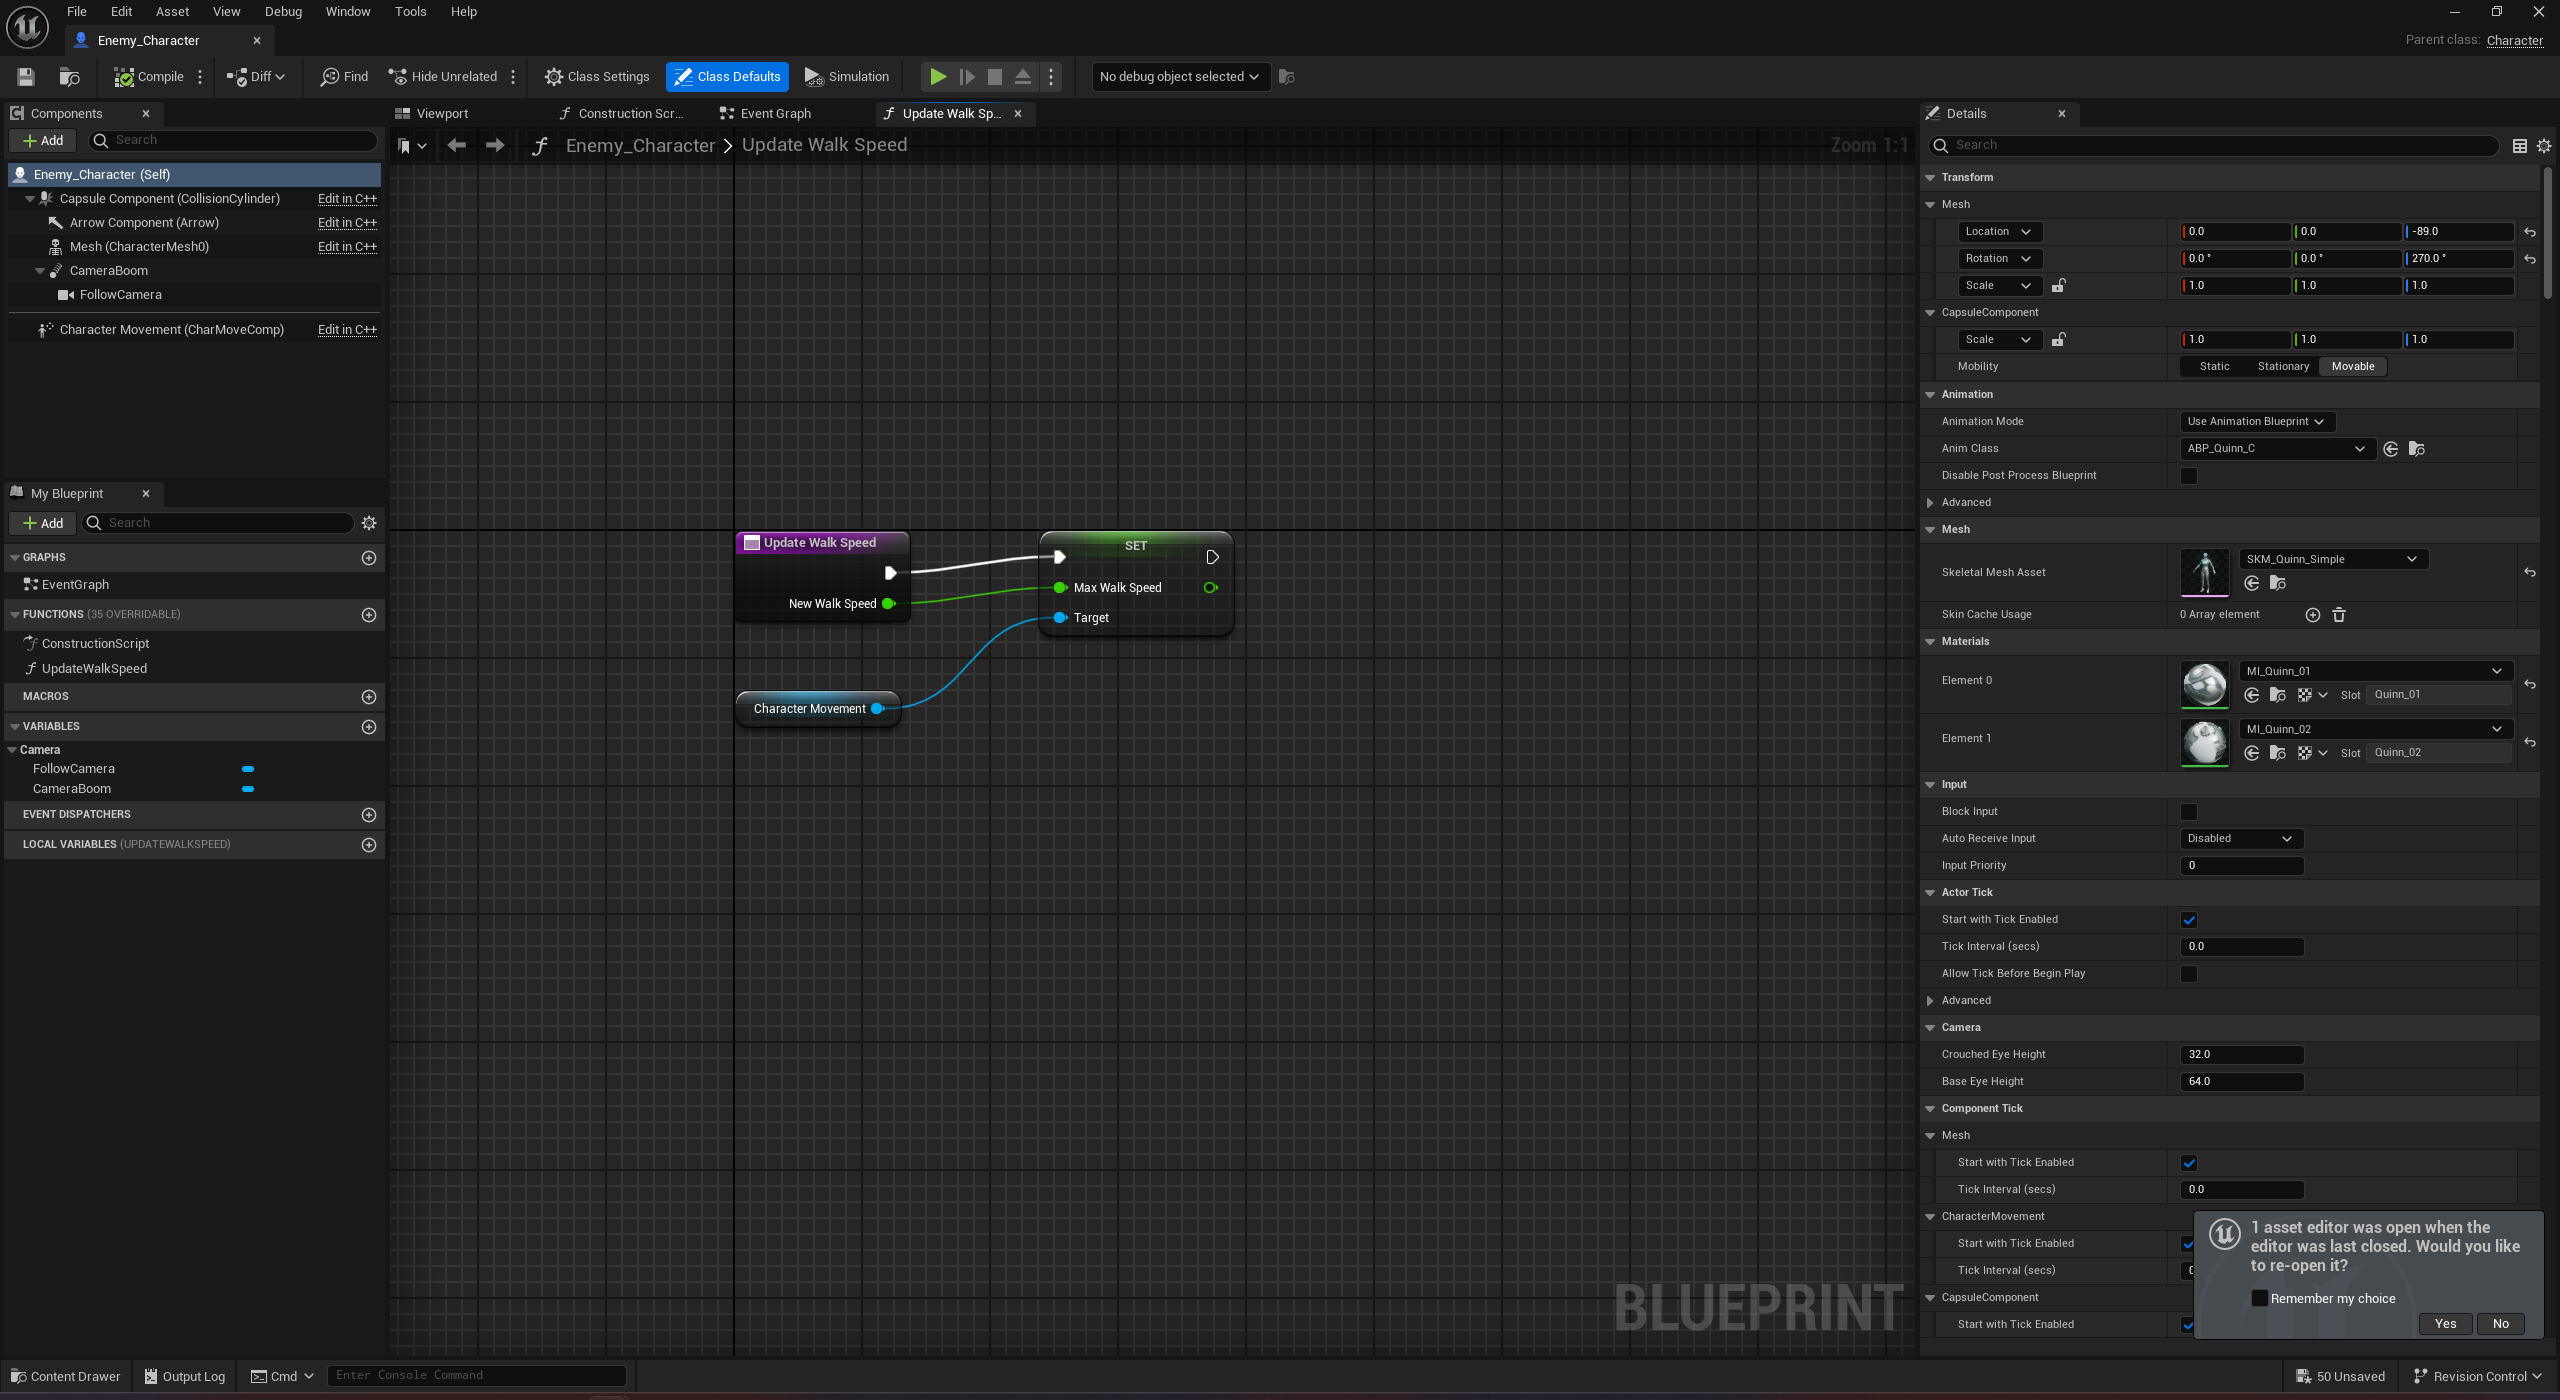 File Edit Asset View Debug Window Tools Help
Enemy_Character
Parent class: Character
Compile Diff Find Hide Unrelated Class Settings Class Defaults Simulation No debug object selected
Components
Add Search
Enemy_Character (Self)
Capsule Component (CollisionCylinder) Edit in C++
Arrow Component (Arrow) Edit in C++
Mesh (CharacterMesh0) Edit in C++
CameraBoom
FollowCamera
Character Movement (CharMoveComp) Edit in C++
My Blueprint
Add Search
GRAPHS
EventGraph
FUNCTIONS (35 OVERRIDABLE)
ConstructionScript
UpdateWalkSpeed
MACROS
VARIABLES
Camera
FollowCamera
CameraBoom
EVENT DISPATCHERS
LOCAL VARIABLES (UPDATEWALKSPEED)
Viewport Construction Scr... Event Graph Update Walk Sp...
Enemy_Character > Update Walk Speed
Zoom 1:1
Update Walk Speed
New Walk Speed
SET
Max Walk Speed
Target
Character Movement
BLUEPRINT
Details
Search
Transform
Mesh
Location 0.0 0.0 -89.0
Rotation 0.0 ° 0.0 ° 270.0 °
Scale 1.0 1.0 1.0
CapsuleComponent
Scale 1.0 1.0 1.0
Mobility Static Stationary Movable
Animation
Animation Mode Use Animation Blueprint
Anim Class ABP_Quinn_C
Disable Post Process Blueprint
Advanced
Mesh
Skeletal Mesh Asset SKM_Quinn_Simple
Skin Cache Usage 0 Array element
Materials
Element 0 MI_Quinn_01
Slot Quinn_01
Element 1 MI_Quinn_02
Slot Quinn_02
Input
Block Input
Auto Receive Input Disabled
Input Priority 0
Actor Tick
Start with Tick Enabled
Tick Interval (secs) 0.0
Allow Tick Before Begin Play
Advanced
Camera
Crouched Eye Height 32.0
Base Eye Height 64.0
Component Tick
Mesh
Start with Tick Enabled
Tick Interval (secs) 0.0
CharacterMovement
Start with Tick Enabled
Tick Interval (secs)
CapsuleComponent
Start with Tick Enabled
1 asset editor was open when the
editor was last closed. Would you like
to re-open it?
Remember my choice
Yes No
Content Drawer Output Log Cmd Enter Console Command 50 Unsaved Revision Control